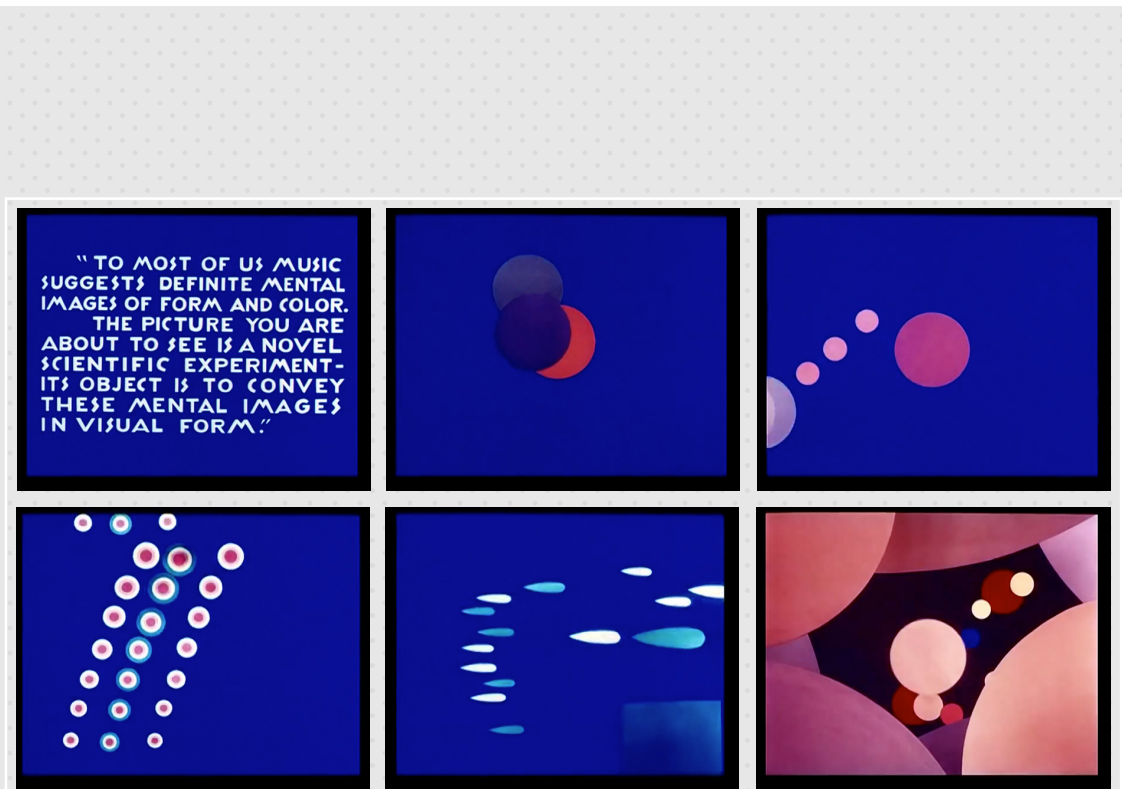 “TO MOST OF US MUSIC
SUGGESTS DEFINITE MENTAL
IMAGES OF FORM AND COLOR.
THE PICTURE YOU ARE
ABOUT TO SEE IS A NOVEL
SCIENTIFIC EXPERIMENT-
ITS OBJECT IS TO CONVEY
THESE MENTAL IMAGES
IN VISUAL FORM.”